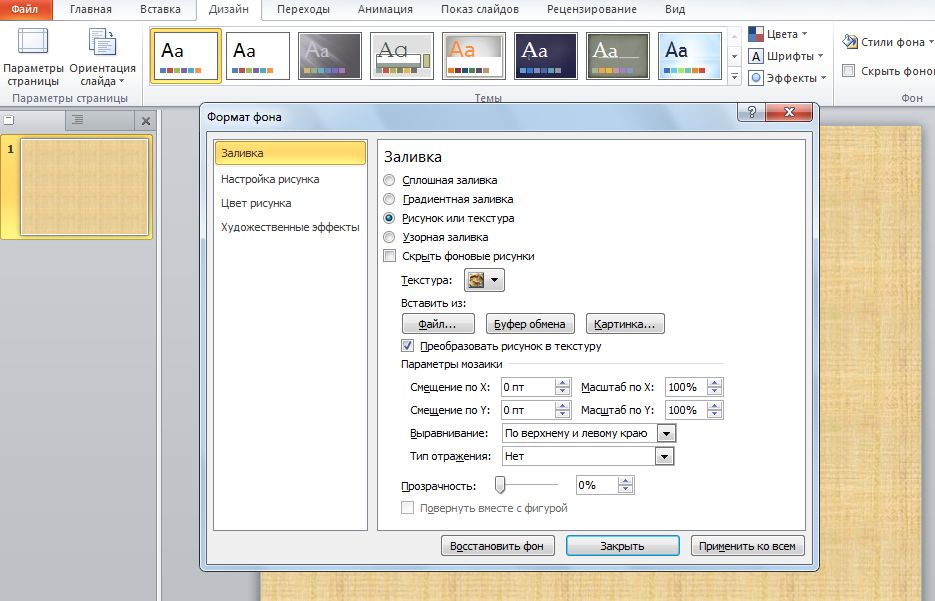 Файл Главная Вставка Дизайн Переходы Анимация Показ слайдов Рецензирование Вид
Параметры страницы
Ориентация слайда
Параметры страницы
Aa Aa Aa Aa Aa Aa Aa Aa
Темы
Цвета
Шрифты
Эффекты
Стили фона
Скрыть фоно
Фон
1
Формат фона
?
Заливка
Настройка рисунка
Цвет рисунка
Художественные эффекты
Заливка
Сплошная заливка
Градиентная заливка
Рисунок или текстура
Узорная заливка
Скрыть фоновые рисунки
Текстура:
Вставить из:
Файл... Буфер обмена Картинка...
Преобразовать рисунок в текстуру
Параметры мозаики
Смещение по X: 0 пт Масштаб по X: 100%
Смещение по Y: 0 пт Масштаб по Y: 100%
Выравнивание: По верхнему и левому краю
Тип отражения: Нет
Прозрачность: 0%
Повернуть вместе с фигурой
Восстановить фон Закрыть Применить ко всем